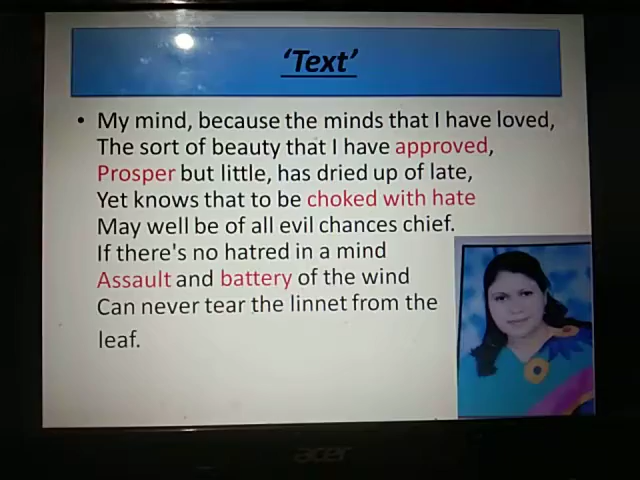 ‘Text’
• My mind, because the minds that I have loved,
The sort of beauty that I have approved,
Prosper but little, has dried up of late,
Yet knows that to be choked with hate
May well be of all evil chances chief.
If there's no hatred in a mind
Assault and battery of the wind
Can never tear the linnet from the
leaf.
acer